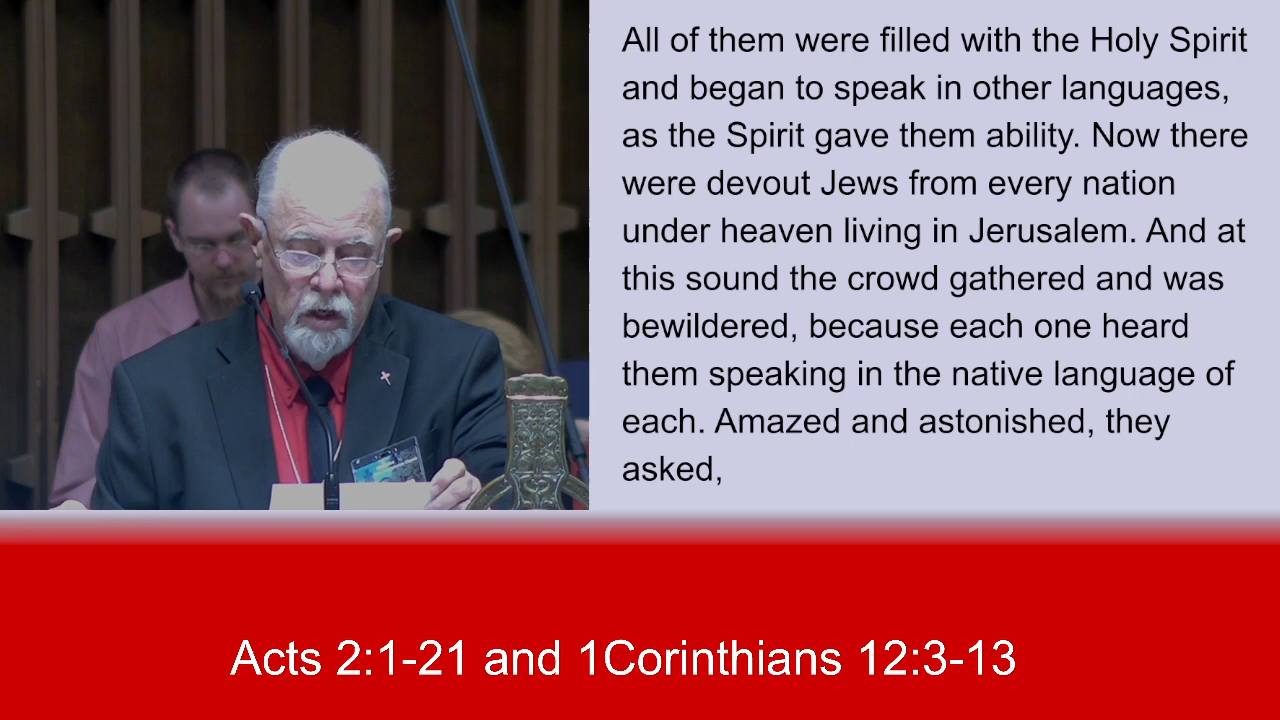 All of them were filled with the Holy Spirit
and began to speak in other languages,
as the Spirit gave them ability. Now there
were devout Jews from every nation
under heaven living in Jerusalem. And at
this sound the crowd gathered and was
bewildered, because each one heard
them speaking in the native language of
each. Amazed and astonished, they
asked,
Acts 2:1-21 and 1Corinthians 12:3-13